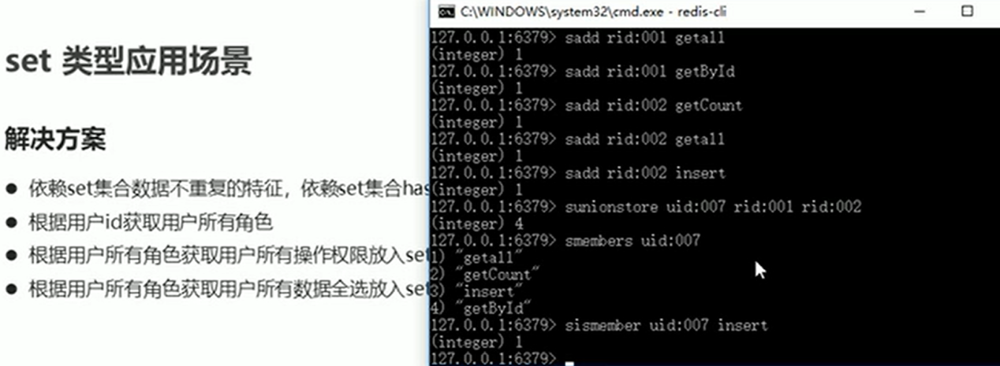 set 类型应用场景
解决方案
● 依赖set集合数据不重复的特征，依赖set集合has
● 根据用户id获取用户所有角色
● 根据用户所有角色获取用户所有操作权限放入set
● 根据用户所有角色获取用户所有数据全选放入set
C:\WINDOWS\system32\cmd.exe - redis-cli
127.0.0.1:6379> sadd rid:001 getall
(integer) 1
127.0.0.1:6379> sadd rid:001 getById
(integer) 1
127.0.0.1:6379> sadd rid:002 getCount
(integer) 1
127.0.0.1:6379> sadd rid:002 getall
(integer) 1
127.0.0.1:6379> sadd rid:002 insert
(integer) 1
127.0.0.1:6379> sunionstore uid:007 rid:001 rid:002
(integer) 4
127.0.0.1:6379> smembers uid:007
1) "getall"
2) "getCount"
3) "insert"
4) "getById"
127.0.0.1:6379> sismember uid:007 insert
(integer) 1
127.0.0.1:6379>